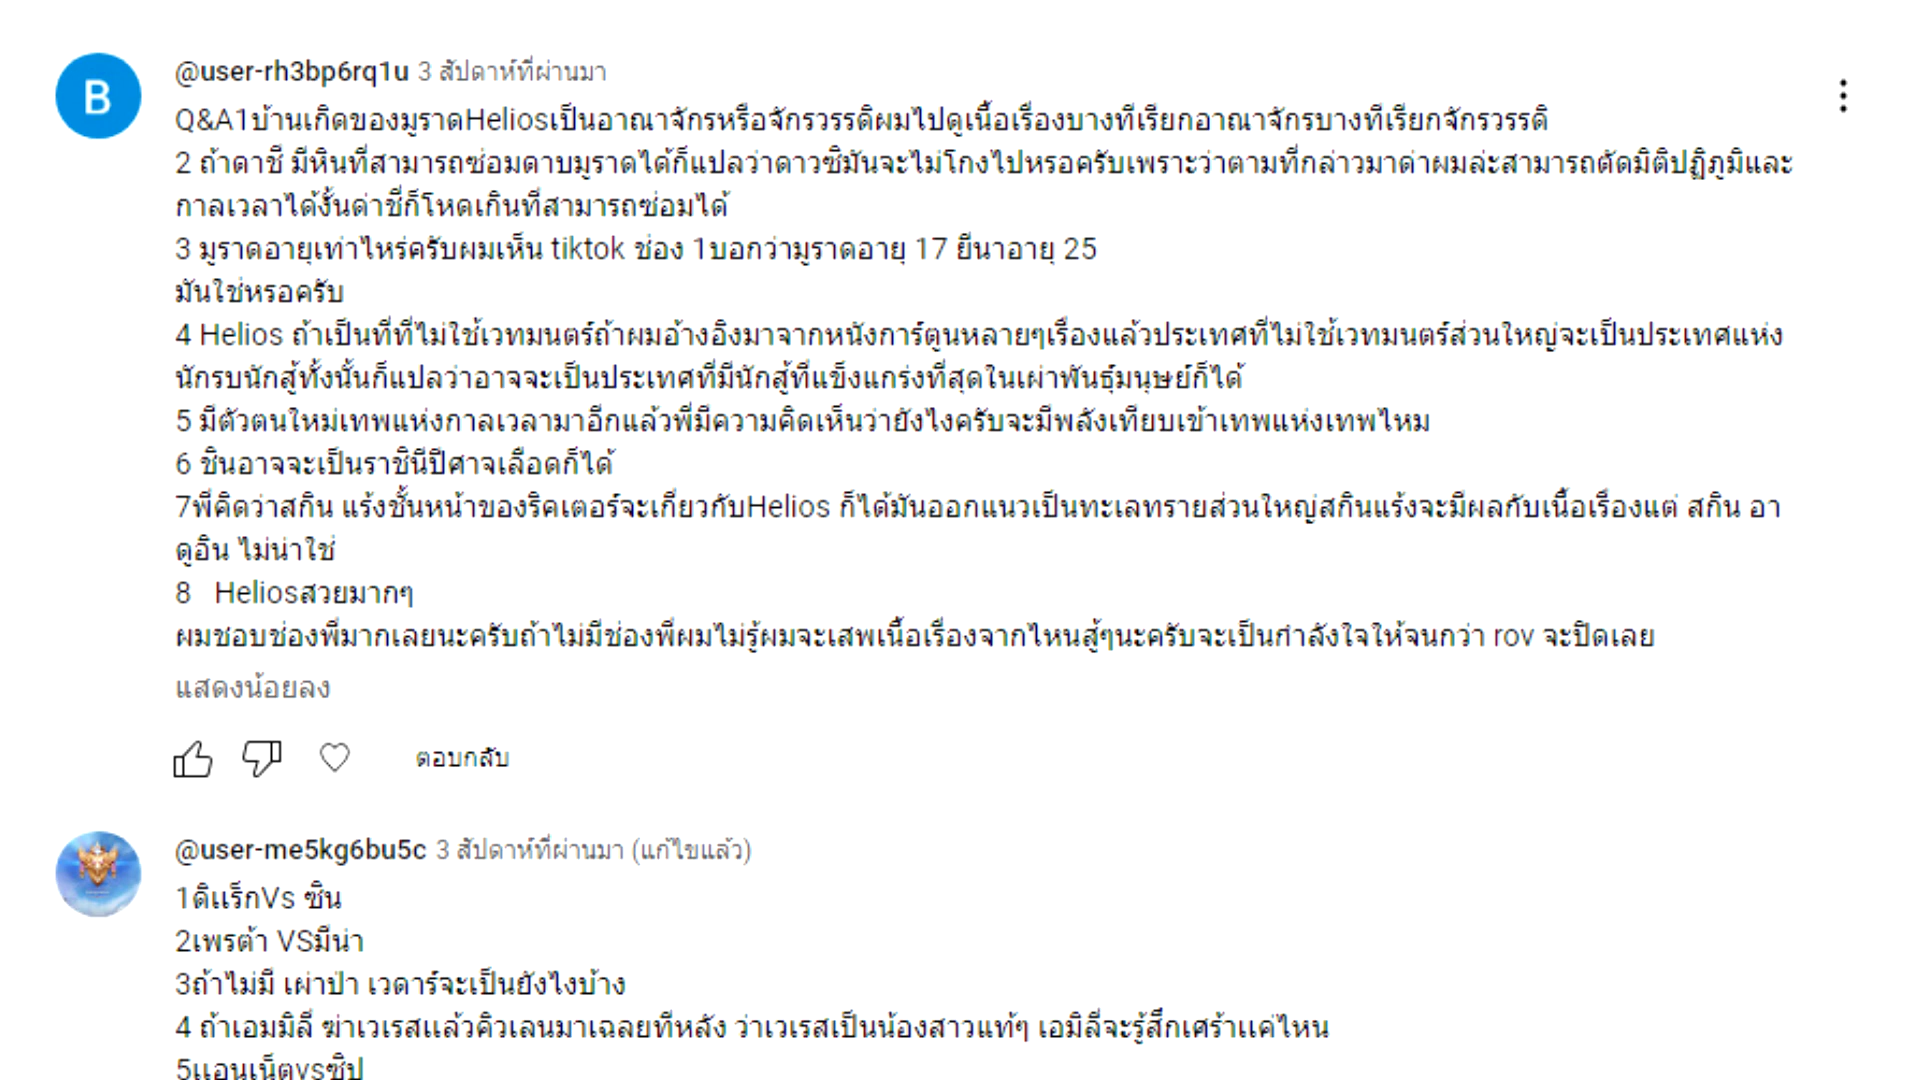 B
@user-rh3bp6rq1u 3 สัปดาห์ที่ผ่านมา
Q&A1บ้านเกิดของมูราดHeliosเป็นอาณาจักรหรือจักรวรรดิผมไปดูเนื้อเรื่องบางทีเรียกอาณาจักรบางทีเรียกจักรวรรดิ
2 ถ้าดาชี มีหินที่สามารถซ่อมดาบมูราดได้ก็แปลว่าดาวซิมันจะไม่โกงไปหรอครับเพราะว่าตามที่กล่าวมาด่าผมล่ะสามารถตัดมิติปฏิภูมิและ
กาลเวลาได้งั้นด่าชี่ก็โหดเกินที่สามารถซ่อมได้
3 มูราดอายุเท่าไหร่ครับผมเห็น tiktok ช่อง 1บอกว่ามูราดอายุ 17 ยีนาอายุ 25
มันใช่หรอครับ
4 Helios ถ้าเป็นที่ที่ไม่ใช้เวทมนตร์ถ้าผมอ้างอิงมาจากหนังการ์ตูนหลายๆเรื่องแล้วประเทศที่ไม่ใช้เวทมนตร์ส่วนใหญ่จะเป็นประเทศแห่ง
นักรบนักสู้ทั้งนั้นก็แปลว่าอาจจะเป็นประเทศที่มีนักสู้ที่แข็งแกร่งที่สุดในเผ่าพันธุ์มนุษย์ก็ได้
5 มีตัวตนใหม่เทพแห่งกาลเวลามาอีกแล้วพี่มีความคิดเห็นว่ายังไงครับจะมีพลังเทียบเข้าเทพแห่งเทพไหม
6 ชินอาจจะเป็นราชินีปีศาจเลือดก็ได้
7พี่คิดว่าสกิน แร้งชั้นหน้าของริคเตอร์จะเกี่ยวกับHelios ก็ได้มันออกแนวเป็นทะเลทรายส่วนใหญ่สกินแร้งจะมีผลกับเนื้อเรื่องแต่ สกิน อา
ดูอิน ไม่น่าใช่
8   Heliosสวยมากๆ
ผมชอบช่องพี่มากเลยนะครับถ้าไม่มีช่องพี่ผมไม่รู้ผมจะเสพเนื้อเรื่องจากไหนสู้ๆนะครับจะเป็นกำลังใจให้จนกว่า rov จะปิดเลย
แสดงน้อยลง
ตอบกลับ
@user-me5kg6bu5c 3 สัปดาห์ที่ผ่านมา (แก้ไขแล้ว)
1ดิแร็กVs ซิ่น
2เพรต้า VSมีน่า
3ถ้าไม่มี เผ่าป่า เวดาร์จะเป็นยังไงบ้าง
4 ถ้าเอมมิลี่ ฆ่าเวเรสแล้วคิวเลนมาเฉลยทีหลัง ว่าเวเรสเป็นน้องสาวแท้ๆ เอมิลี่จะรู้สึกเศร้าแค่ไหน
5แอนเน็ตvsซิป